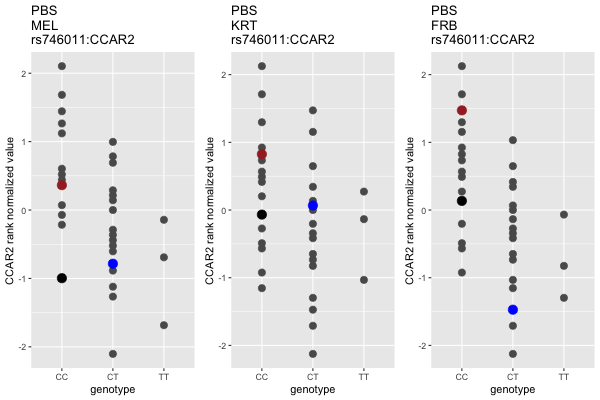 PBS
MEL
rs746011:CCAR2
CCAR2 rank normalized value
2
1
0
-1
-2
CC
CT
TT
genotype
PBS
KRT
rs746011:CCAR2
CCAR2 rank normalized value
2
1
0
-1
-2
CC
CT
TT
genotype
PBS
FRB
rs746011:CCAR2
CCAR2 rank normalized value
2
1
0
-1
-2
CC
CT
TT
genotype